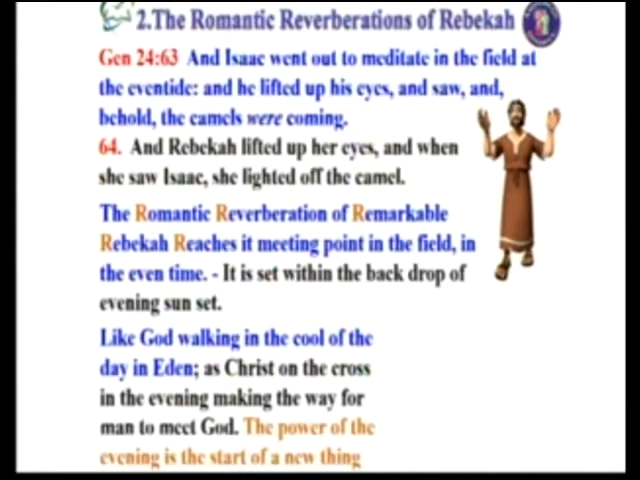 2.The Romantic Reverberations of Rebekah
Gen 24:63 And Isaac went out to meditate in the field at
the eventide: and he lifted up his eyes, and saw, and,
behold, the camels were coming.
64. And Rebekah lifted up her eyes, and when
she saw Isaac, she lighted off the camel.
The Romantic Reverberation of Remarkable
Rebekah Reaches it meeting point in the field, in
the even time. - It is set within the back drop of
evening sun set.
Like God walking in the cool of the
day in Eden; as Christ on the cross
in the evening making the way for
man to meet God. The power of the
evening is the start of a new thing